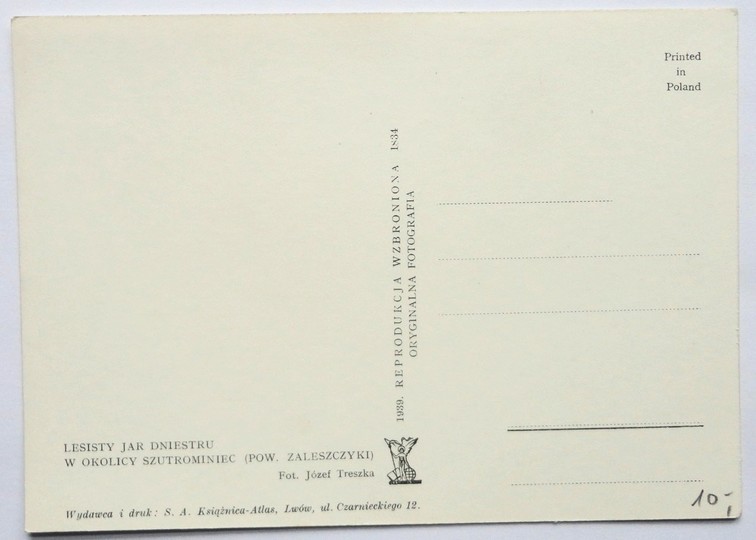 Printed
in
Poland
1939. REPRODUKCJA WZBRONIONA 1834
ORYGINALNA FOTOGRAFIA
LESISTY JAR DNIESTRU
W OKOLICY SZUTROMINIEC (POW. ZALESZCZYKI)
Fot. Józef Treszka
Wydawca i druk: S. A. Książnica-Atlas, Lwów, ul. Czarnieckiego 12.
10,-